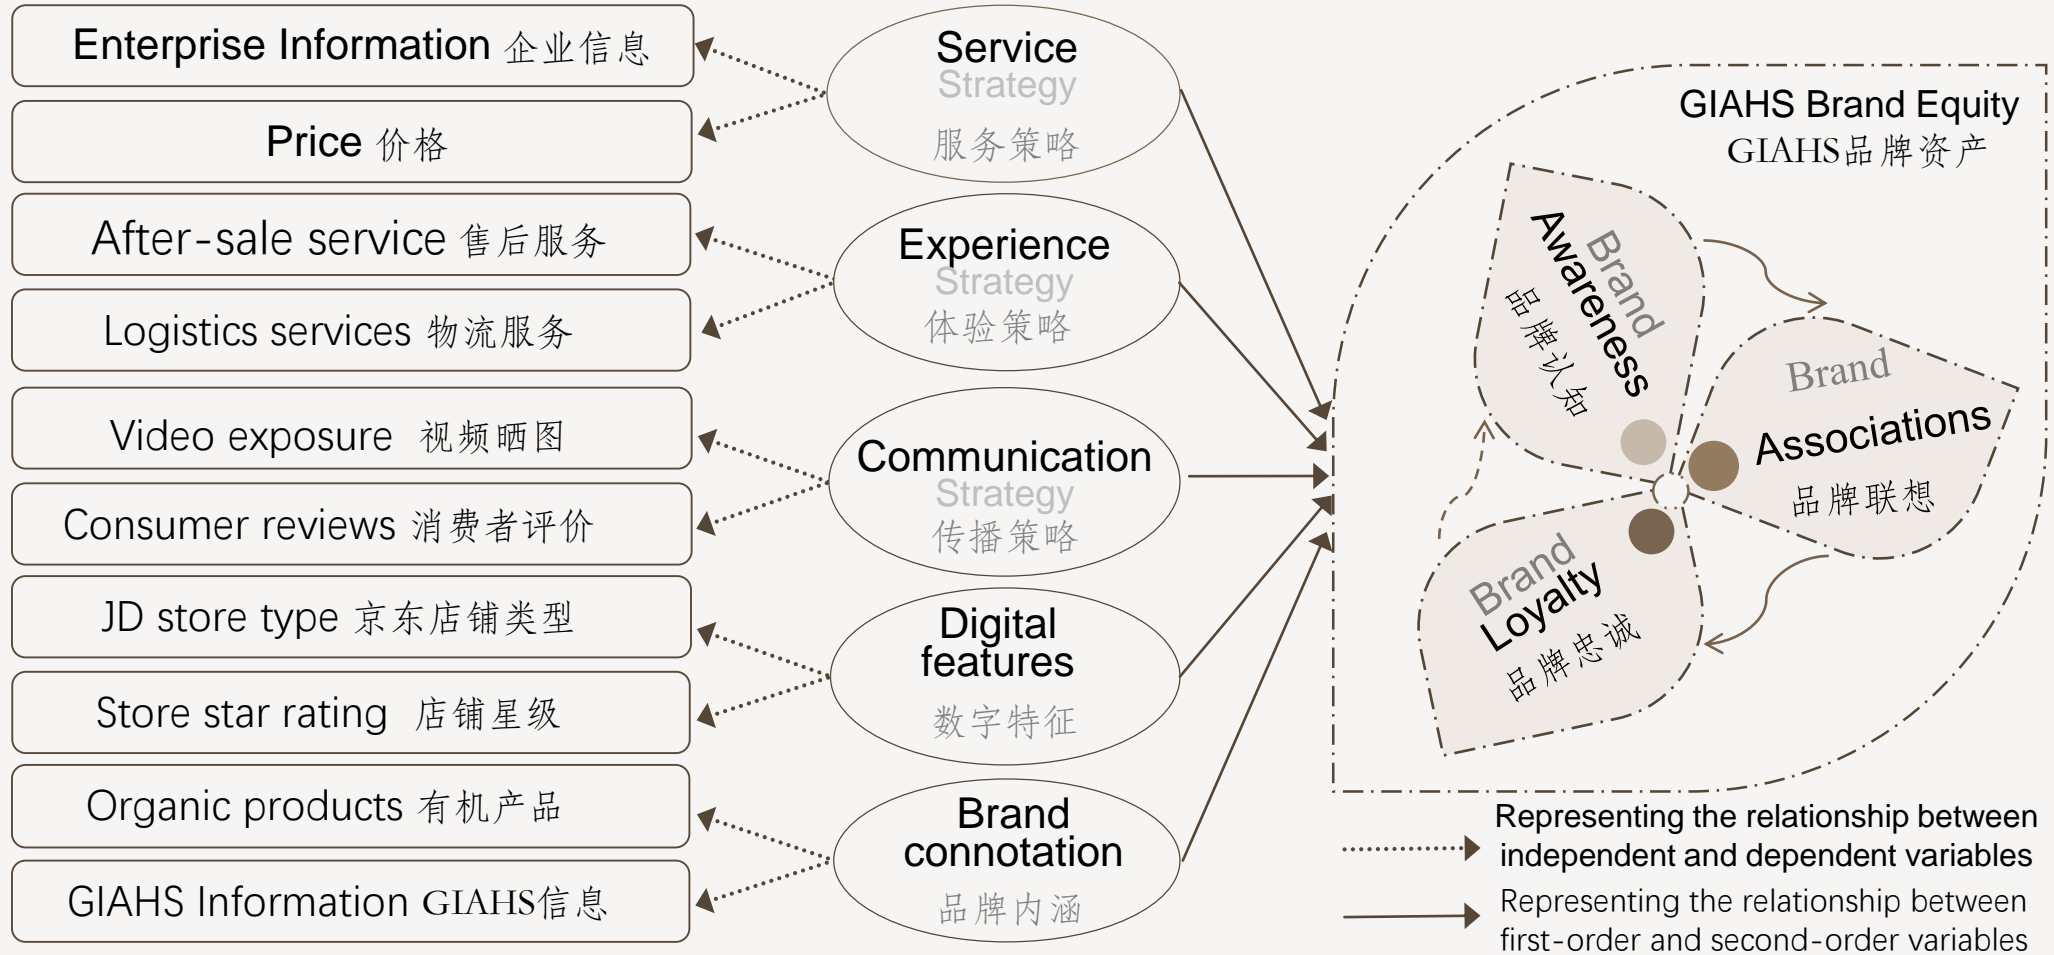 Enterprise Information 企业信息
Price 价格
After-sale service 售后服务
Logistics services 物流服务
Video exposure 视频晒图
Consumer reviews 消费者评价
JD store type 京东店铺类型
Store star rating 店铺星级
Organic products 有机产品
GIAHS Information GIAHS信息
Service
Strategy
服务策略
Experience
Strategy
体验策略
Communication
Strategy
传播策略
Digital
features
数字特征
Brand
connotation
品牌内涵
GIAHS Brand Equity
GIAHS品牌资产
Brand
Awareness
品牌认知
Brand
Associations
品牌联想
Brand
Loyalty
品牌忠诚
Representing the relationship between
independent and dependent variables
Representing the relationship between
first-order and second-order variables